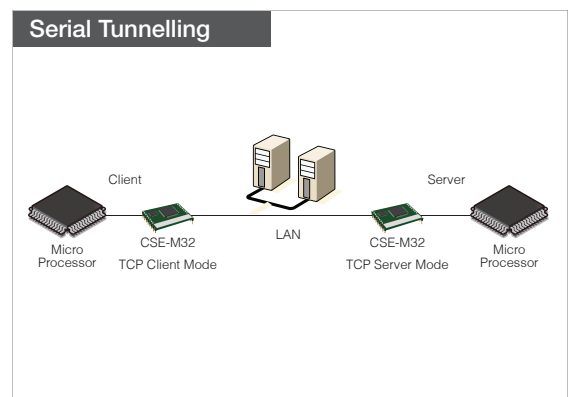 Serial Tunnelling
Client
Server
Micro
Processor
CSE-M32
TCP Client Mode
LAN
CSE-M32
TCP Server Mode
Micro
Processor